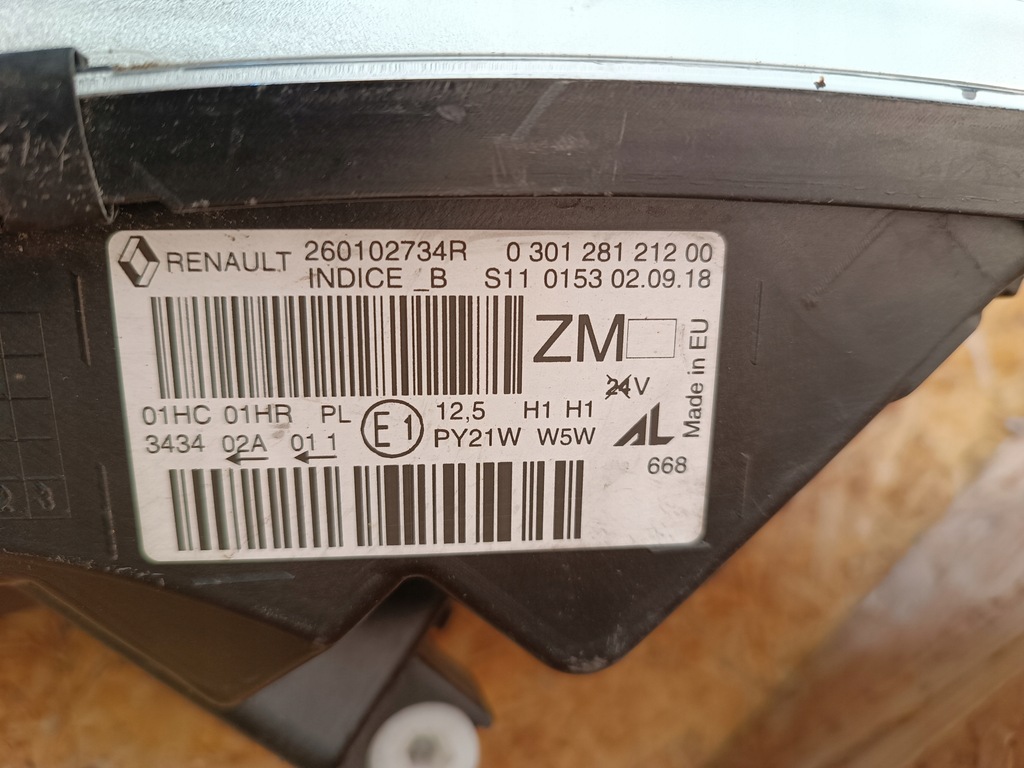 RENAULT 260102734R 0 301 281 212 00
INDICE _B S11 0153 02.09.18
ZM
24V
Made in EU
01HC 01HR PL E1 12,5 H1 H1
3434 02A 01 1 PY21W W5W
AL
668